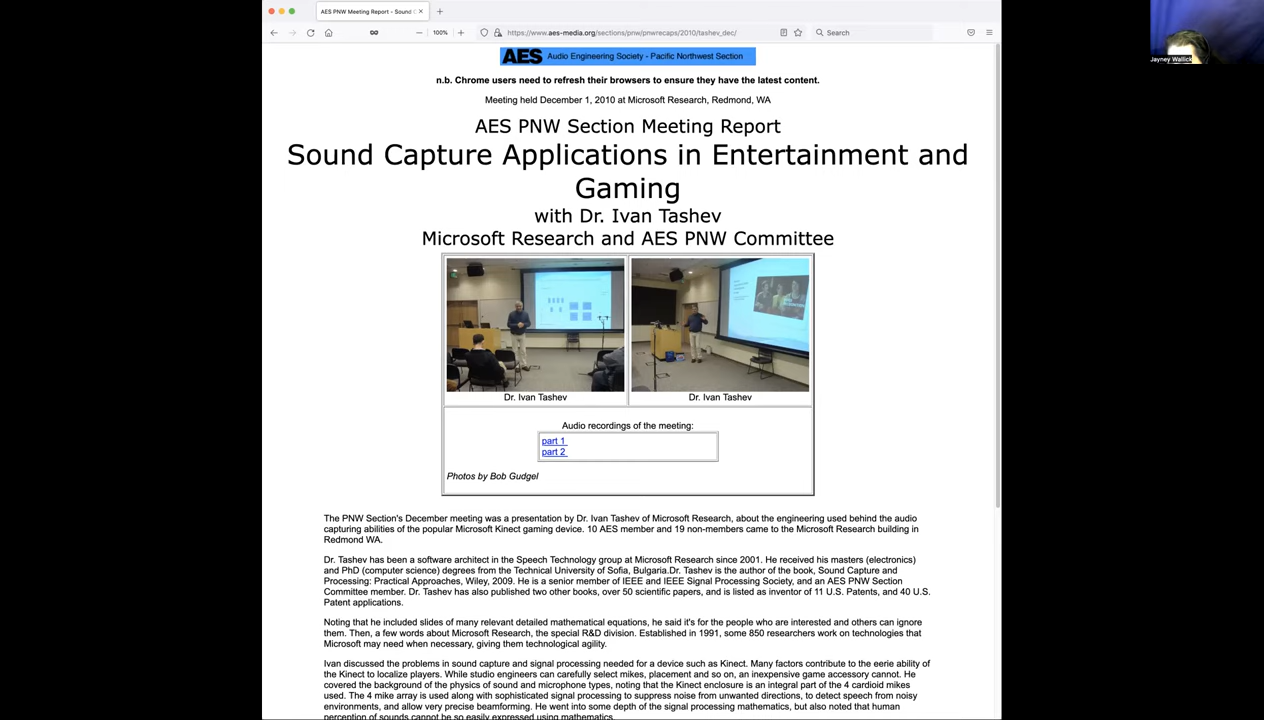 AES PNW Meeting Report - Sound C
100%
https://www.aes-media.org/sections/pnw/pnwrecaps/2010/tashev_dec/
Search
Jayney Wallick
AES Audio Engineering Society - Pacific Northwest Section
n.b. Chrome users need to refresh their browsers to ensure they have the latest content.
Meeting held December 1, 2010 at Microsoft Research, Redmond, WA
AES PNW Section Meeting Report
Sound Capture Applications in Entertainment and
Gaming
with Dr. Ivan Tashev
Microsoft Research and AES PNW Committee
Dr. Ivan Tashev
Dr. Ivan Tashev
Audio recordings of the meeting:
part 1
part 2
Photos by Bob Gudgel
The PNW Section's December meeting was a presentation by Dr. Ivan Tashev of Microsoft Research, about the engineering used behind the audio
capturing abilities of the popular Microsoft Kinect gaming device. 10 AES member and 19 non-members came to the Microsoft Research building in
Redmond WA.
Dr. Tashev has been a software architect in the Speech Technology group at Microsoft Research since 2001. He received his masters (electronics)
and PhD (computer science) degrees from the Technical University of Sofia, Bulgaria.Dr. Tashev is the author of the book, Sound Capture and
Processing: Practical Approaches, Wiley, 2009. He is a senior member of IEEE and IEEE Signal Processing Society, and an AES PNW Section
Committee member. Dr. Tashev has also published two other books, over 50 scientific papers, and is listed as inventor of 11 U.S. Patents, and 40 U.S.
Patent applications.
Noting that he included slides of many relevant detailed mathematical equations, he said it's for the people who are interested and others can ignore
them. Then, a few words about Microsoft Research, the special R&D division. Established in 1991, some 850 researchers work on technologies that
Microsoft may need when necessary, giving them technological agility.
Ivan discussed the problems in sound capture and signal processing needed for a device such as Kinect. Many factors contribute to the eerie ability of
the Kinect to localize players. While studio engineers can carefully select mikes, placement and so on, an inexpensive game accessory cannot. He
covered the background of the physics of sound and microphone types, noting that the Kinect enclosure is an integral part of the 4 cardioid mikes
used. The 4 mike array is used along with sophisticated signal processing to suppress noise from unwanted directions, to detect speech from noisy
environments, and allow very precise beamforming. He went into some depth of the signal processing mathematics, but also noted that human
perception of sounds cannot be so easily expressed using mathematics.